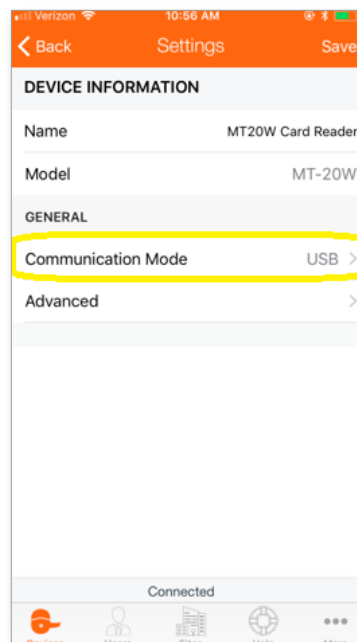 Verizon 10:56 AM
Back Settings Save
DEVICE INFORMATION
Name MT20W Card Reader
Model MT-20W
GENERAL
Communication Mode USB
Advanced
Connected